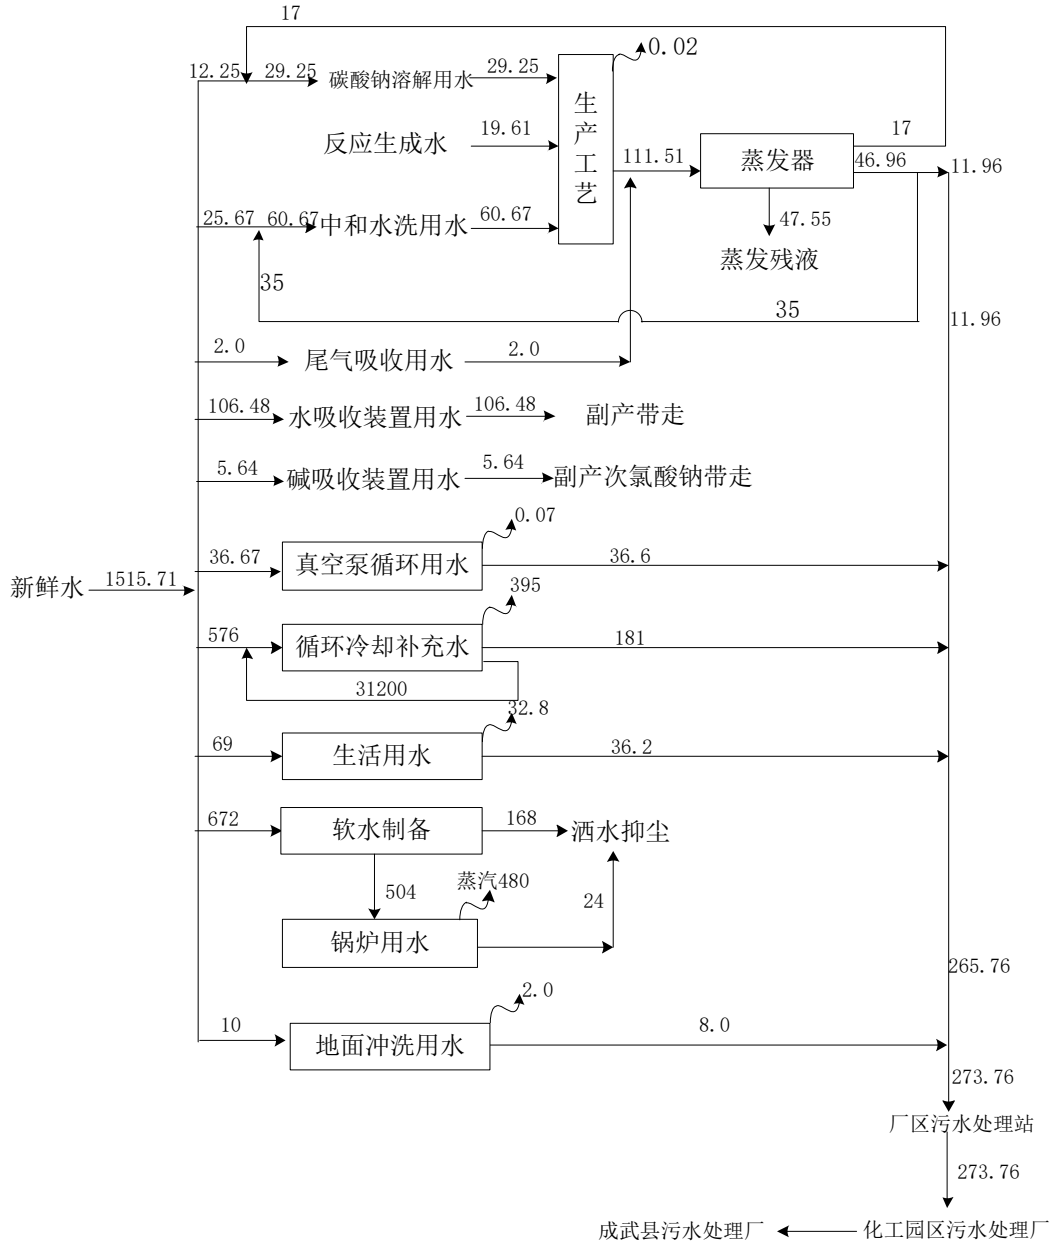 17
0.02
12.25 29.25 碳酸钠溶解用水 29.25
生产工艺
反应生成水 19.61
111.51
蒸发器
17
46.96
11.96
25.67 60.67 中和水洗用水 60.67
47.55
蒸发残液
35
35
11.96
2.0 尾气吸收用水 2.0
106.48 水吸收装置用水 106.48 副产带走
5.64 碱吸收装置用水 5.64 副产次氯酸钠带走
0.07
36.67 真空泵循环用水 36.6
新鲜水 1515.71
395
576 循环冷却补充水 181
31200
32.8
69 生活用水 36.2
672 软水制备 168 洒水抑尘
504
蒸汽480
24
锅炉用水
265.76
2.0
10 地面冲洗用水 8.0
273.76
厂区污水处理站
273.76
成武县污水处理厂 化工园区污水处理厂